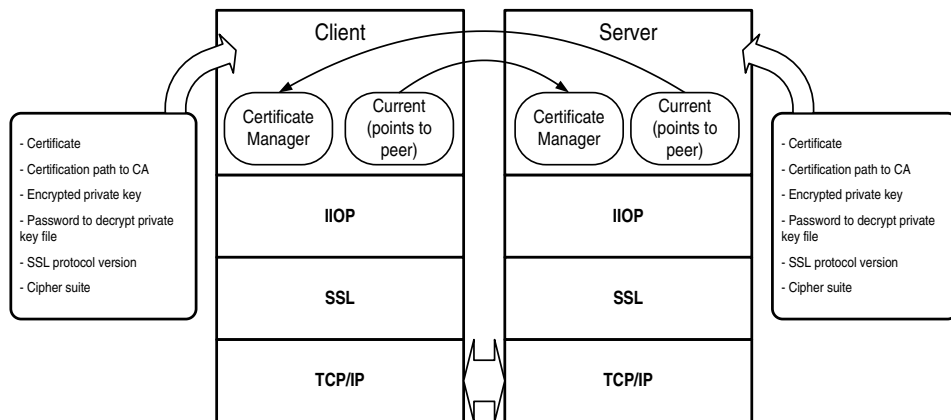 Client
Server
Certificate
Manager
Current
(points to
peer)
Certificate
Manager
Current
(points to
peer)
- Certificate
- Certification path to CA
- Encrypted private key
- Password to decrypt private
key file
- SSL protocol version
- Cipher suite
- Certificate
- Certification path to CA
- Encrypted private key
- Password to decrypt private
key file
- SSL protocol version
- Cipher suite
IIOP
IIOP
SSL
SSL
TCP/IP
TCP/IP